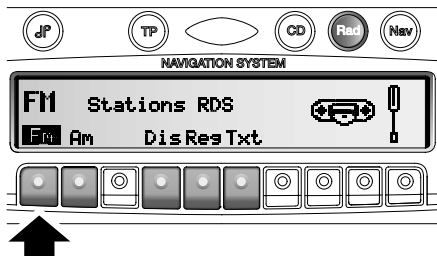 TP CD Rad Nav
NAVIGATION SYSTEM
FM Stations RDS
Fm Am Dis Reg Txt